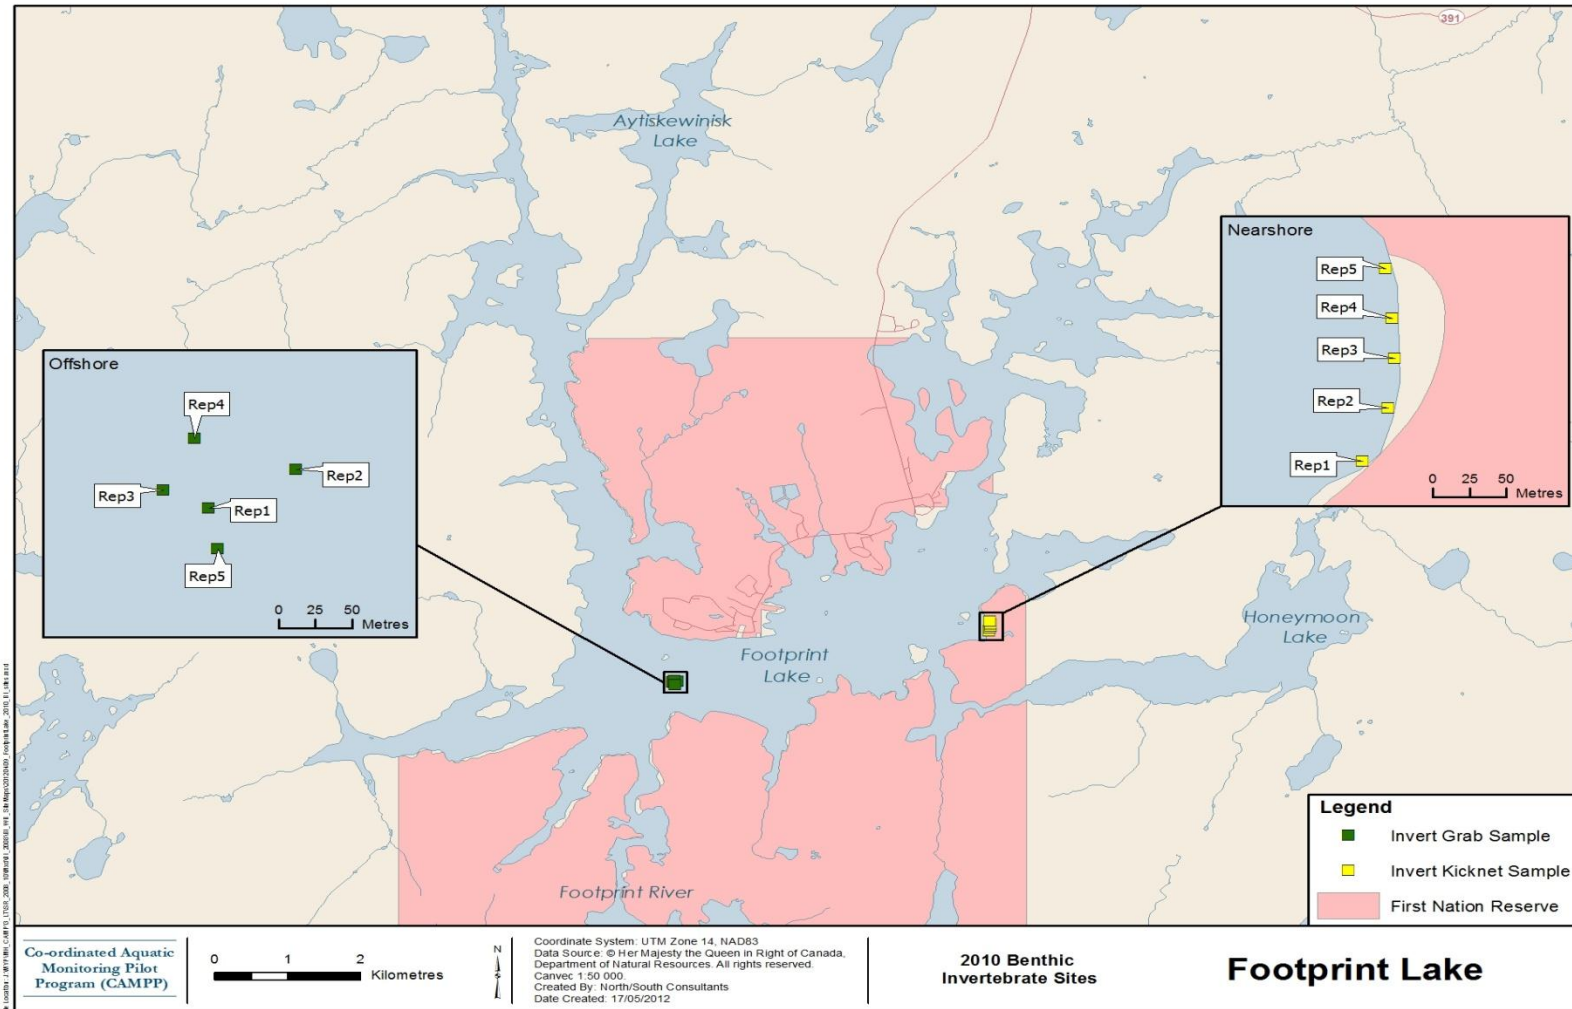 391
Aytiskewinisk
Lake
Nearshore
Rep5
Rep4
Rep3
Rep2
Rep1
0 25 50
Metres
Offshore
Rep4
Rep2
Rep3
Rep1
Rep5
0 25 50
Metres
Honeymoon
Lake
Footprint
Lake
Footprint River
Legend
Invert Grab Sample
Invert Kicknet Sample
First Nation Reserve
Co-ordinated Aquatic
Monitoring Pilot
Program (CAMPP)
0 1 2
Kilometres
N
Coordinate System: UTM Zone 14, NAD83
Data Source: © Her Majesty the Queen in Right of Canada,
Department of Natural Resources. All rights reserved.
Canvec 1:50 000.
Created By: North/South Consultants
Date Created: 17/05/2012
2010 Benthic
Invertebrate Sites
Footprint Lake